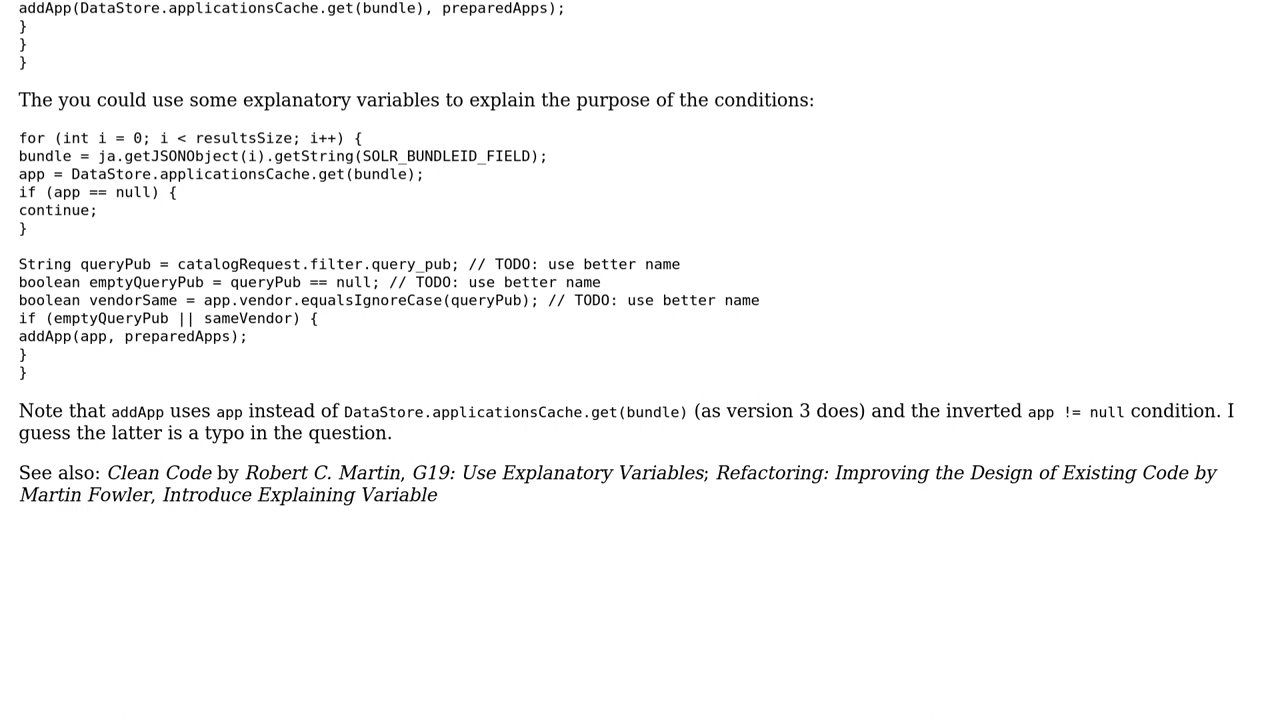 addApp(DataStore.applicationsCache.get(bundle), preparedApps);
}
}
}
The you could use some explanatory variables to explain the purpose of the conditions:
for (int i = 0; i < resultsSize; i++) {
bundle = ja.getJSONObject(i).getString(SOLR_BUNDLEID_FIELD);
app = DataStore.applicationsCache.get(bundle);
if (app == null) {
continue;
}
String queryPub = catalogRequest.filter.query_pub; // TODO: use better name
boolean emptyQueryPub = queryPub == null; // TODO: use better name
boolean vendorSame = app.vendor.equalsIgnoreCase(queryPub); // TODO: use better name
if (emptyQueryPub || sameVendor) {
addApp(app, preparedApps);
}
}
Note that addApp uses app instead of DataStore.applicationsCache.get(bundle) (as version 3 does) and the inverted app != null condition. I
guess the latter is a typo in the question.
See also: Clean Code by Robert C. Martin, G19: Use Explanatory Variables; Refactoring: Improving the Design of Existing Code by
Martin Fowler, Introduce Explaining Variable